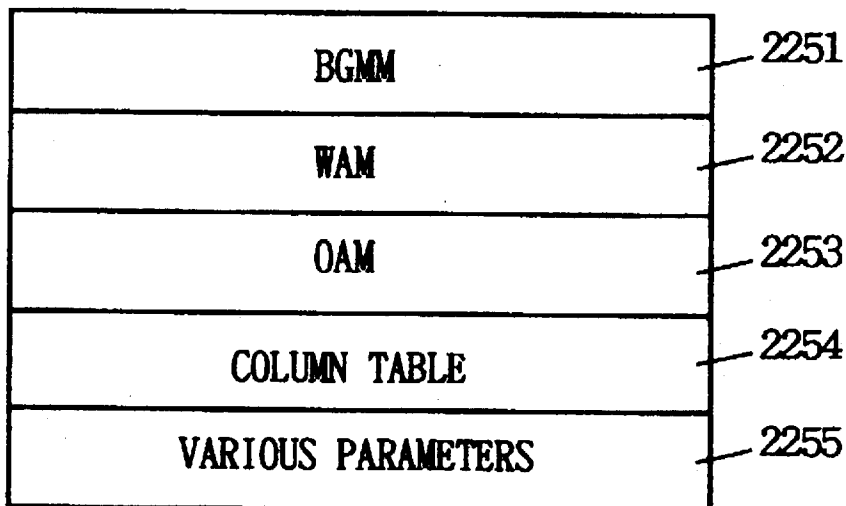 BGMM 2251
WAM 2252
OAM 2253
COLUMN TABLE 2254
VARIOUS PARAMETERS 2255